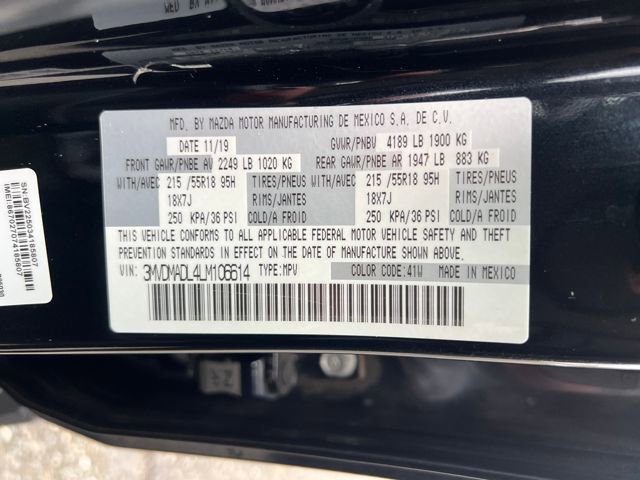 MFD. BY MAZDA MOTOR MANUFACTURING DE MEXICO S.A. DE C.V.
DATE 11/19 GVWR/PNBV 4189 LB 1900 KG
FRONT GAWR/PNBE AV 2249 LB 1020 KG REAR GAWR/PNBE AR 1947 LB 883 KG
WITH/AVEC 215 /55R18 95H TIRES/PNEUS WITH/AVEC 215 /55R18 95H TIRES/PNEUS
18X7J RIMS/JANTES 18X7J RIMS/JANTES
250 KPA/36 PSI COLD/A FROID 250 KPA/36 PSI COLD/A FROID
THIS VEHICLE CONFORMS TO ALL APPLICABLE FEDERAL MOTOR VEHICLE SAFETY AND THEFT
PREVENTION STANDARDS IN EFFECT ON THE DATE OF MANUFACTURE SHOWN ABOVE.
VIN: 3MVDMADL4LM106614 TYPE: MPV COLOR CODE: 41W MADE IN MEXICO
SN:BV225034185807
IMEI:867027074185807